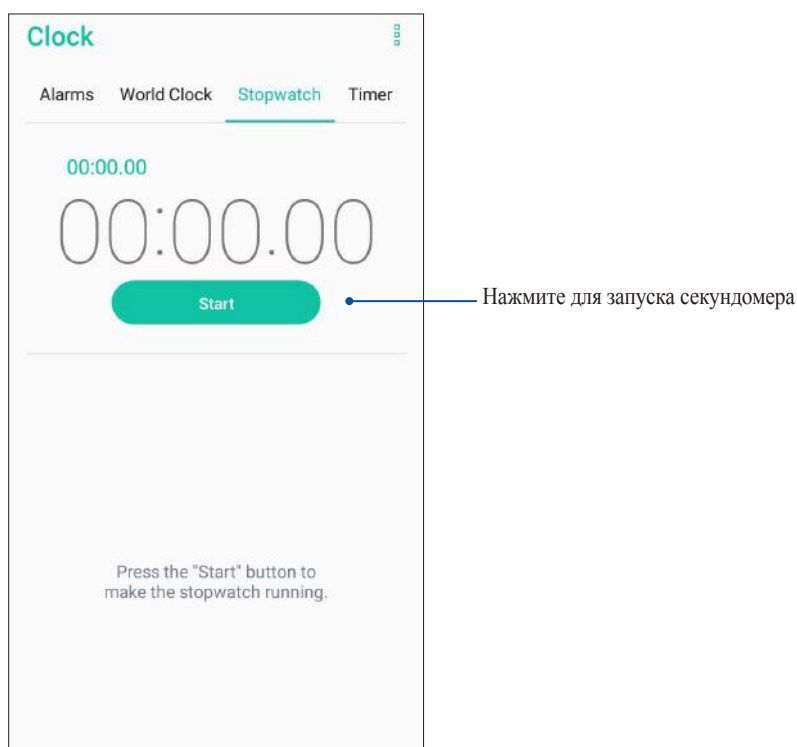 Clock
Alarms World Clock Stopwatch Timer
00:00.00
00:00.00
Start
Нажмите для запуска секундомера
Press the "Start" button to
make the stopwatch running.